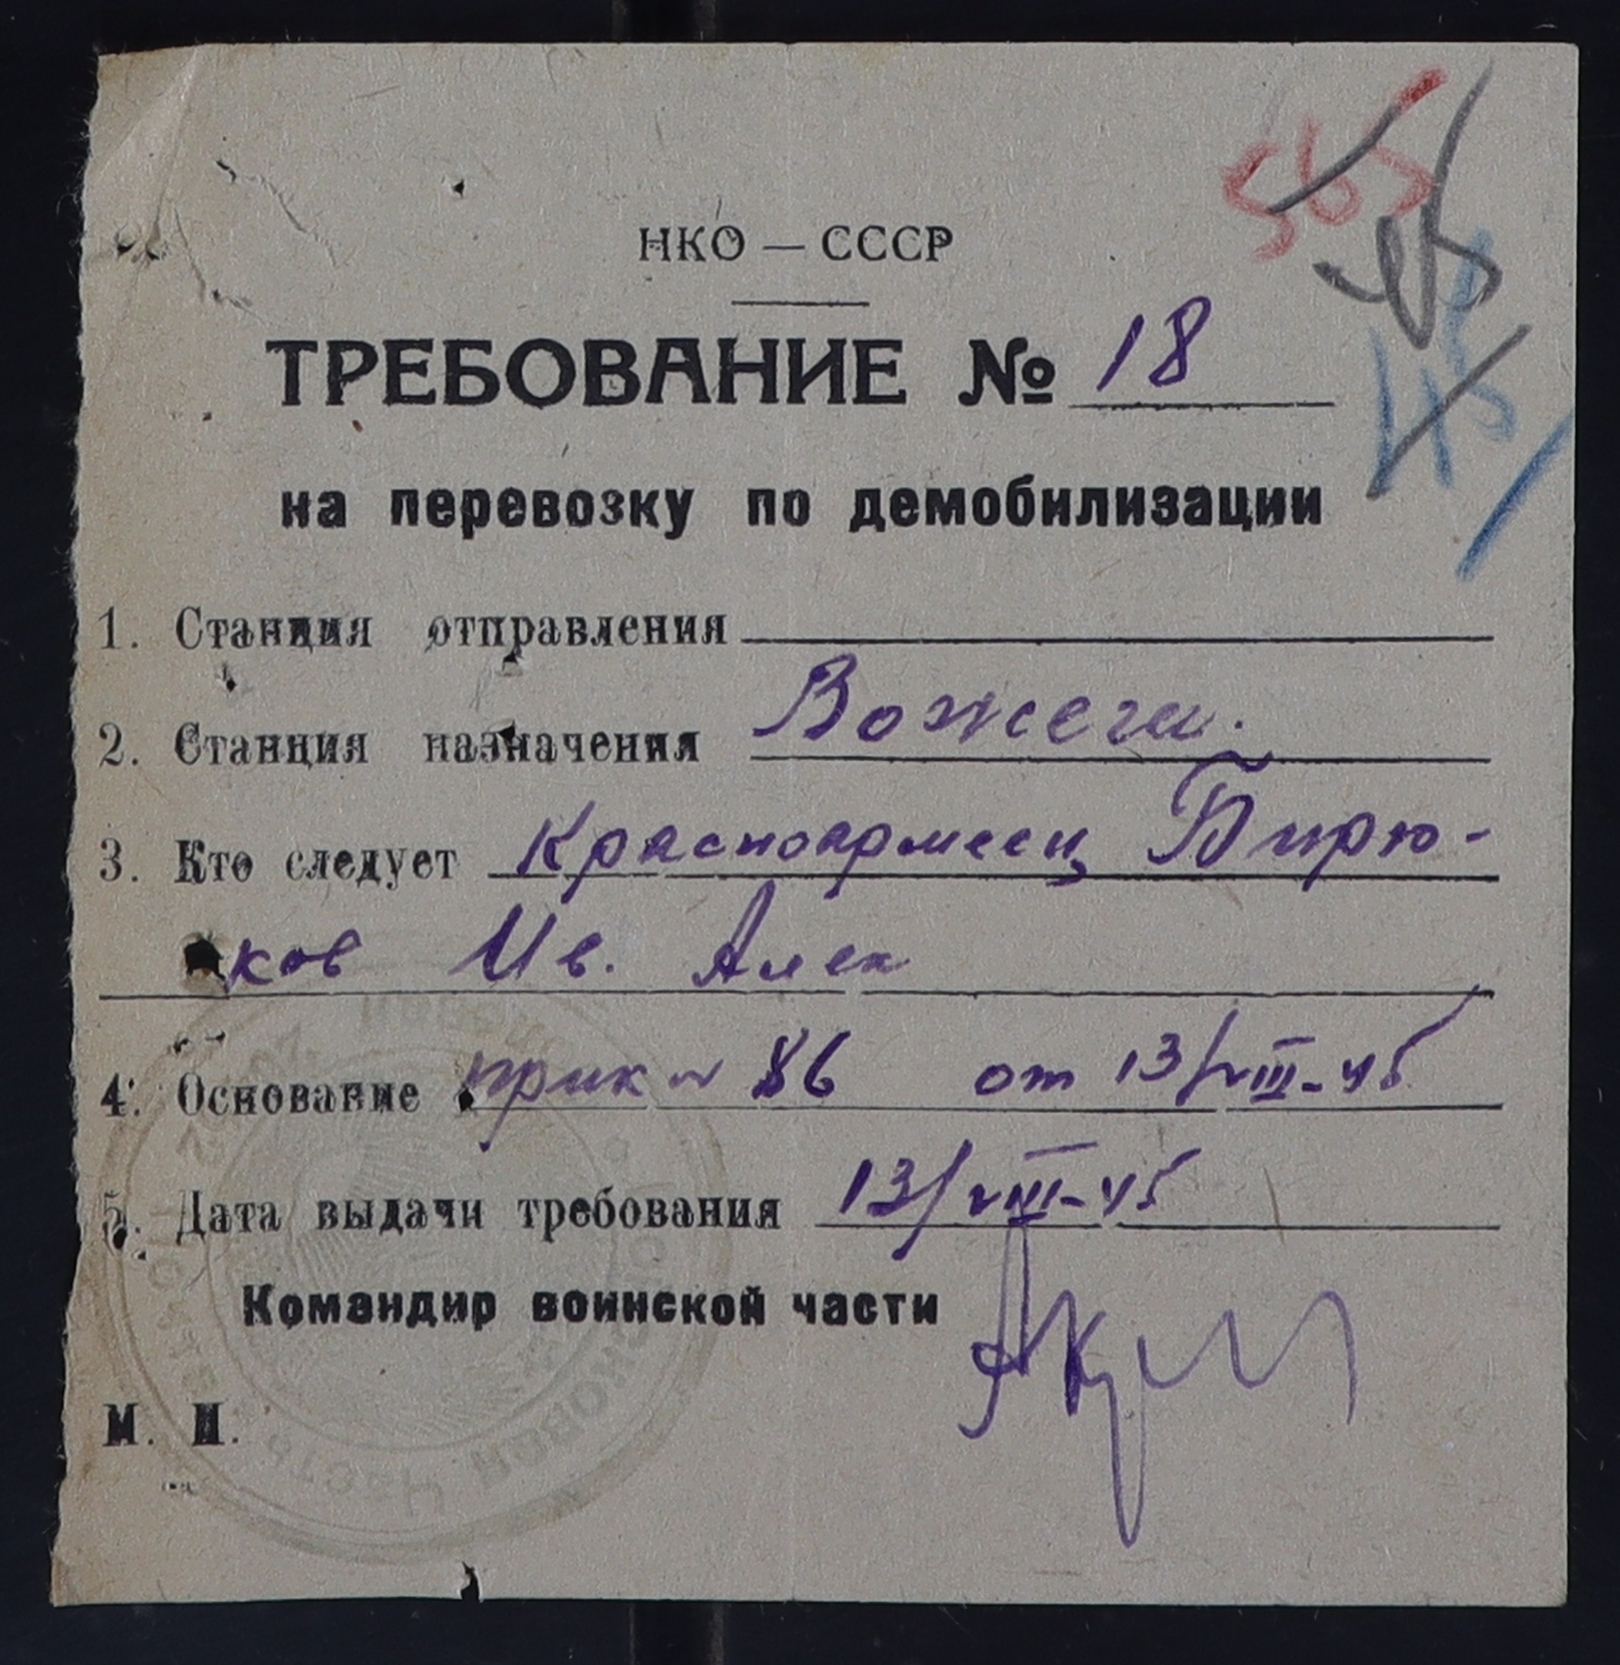 565
НКО — СССР
ТРЕБОВАНИЕ № 18
на перевозку по демобилизации
1. Станция отправления
2. Станция назначения Вожеги.
3. Кто следует Красноармеец Бирю-
ков Ив. Алек
4. Основание прик № 86 от 13/VIII-45
5. Дата выдачи требования 13/VIII-45
Командир воинской части
М. П.